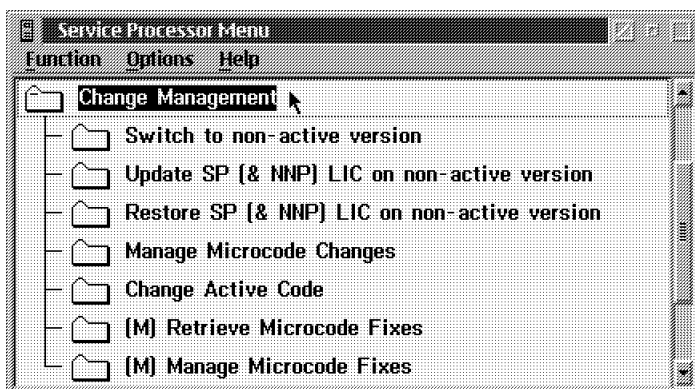 Service Processor Menu
Function Options Help
Change Management
Switch to non-active version
Update SP (& NNP) LIC on non-active version
Restore SP (& NNP) LIC on non-active version
Manage Microcode Changes
Change Active Code
(M) Retrieve Microcode Fixes
(M) Manage Microcode Fixes